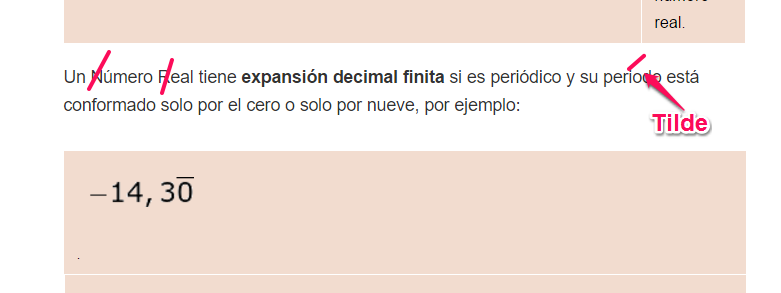 número
real.
Un Número Real tiene expansión decimal finita si es periódico y su periodo está
conformado solo por el cero o solo por nueve, por ejemplo:
Tilde
−14, 30̅
.